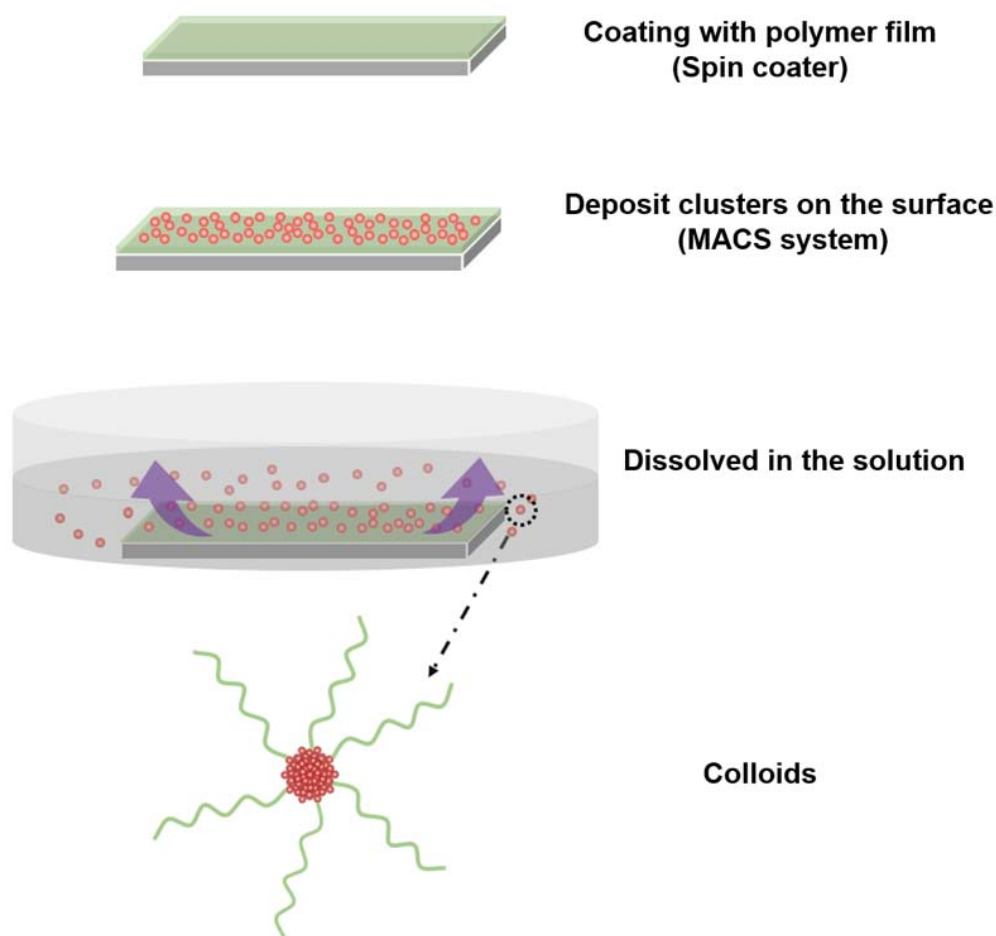 Coating with polymer film
(Spin coater)
Deposit clusters on the surface
(MACS system)
Dissolved in the solution
Colloids